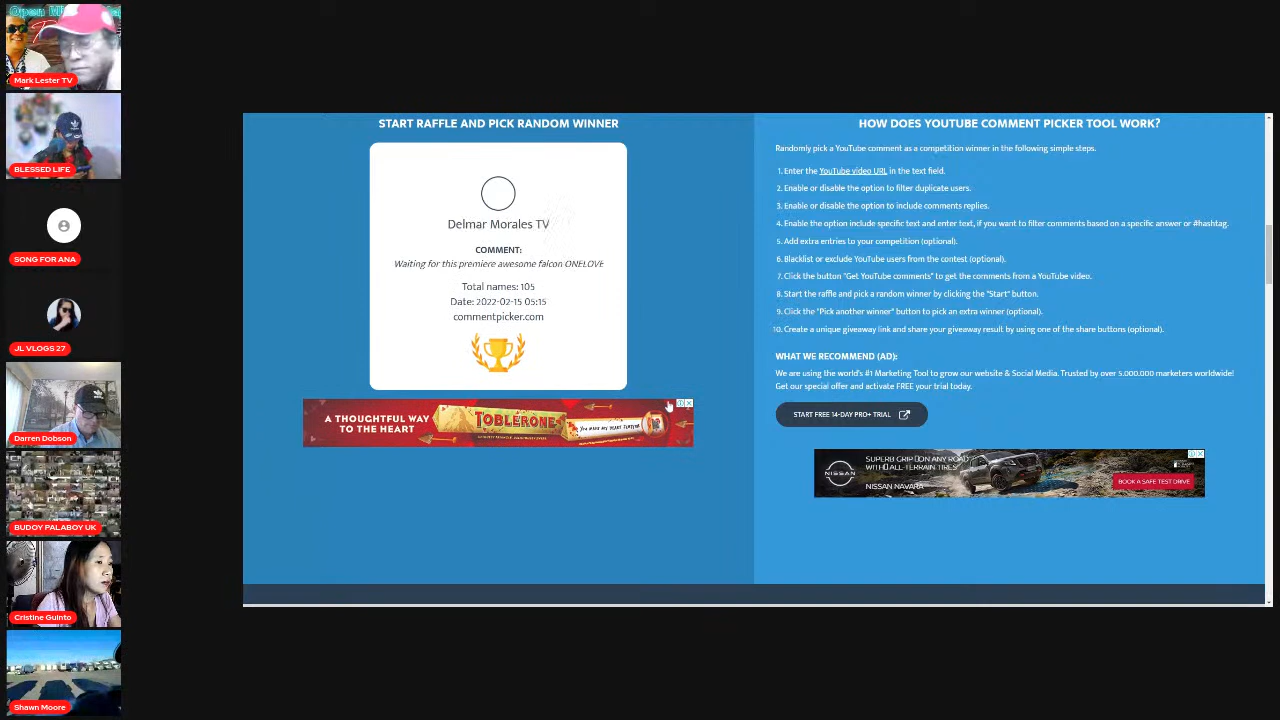 Open M
Mark Lester TV
BLESSED LIFE
SONG FOR ANA
JL VLOGS 27
Darren Dobson
BUDOY PALABOY UK
Cristine Guinto
Shawn Moore
START RAFFLE AND PICK RANDOM WINNER
Delmar Morales TV
COMMENT:
Waiting for this premiere awesome falcon ONELOVE
Total names: 105
Date: 2022-02-15 05:15
commentpicker.com
A THOUGHTFUL WAY
TO THE HEART
TOBLERONE
HOW DOES YOUTUBE COMMENT PICKER TOOL WORK?
Randomly pick a YouTube comment as a competition winner in the following simple steps.
1. Enter the YouTube video URL in the text field.
2. Enable or disable the option to filter duplicate users.
3. Enable or disable the option to include comments replies.
4. Enable the option include specific text and enter text, if you want to filter comments based on a specific answer or #hashtag.
5. Add extra entries to your competition (optional).
6. Blacklist or exclude YouTube users from the contest (optional).
7. Click the button "Get YouTube comments" to get the comments from a YouTube video.
8. Start the raffle and pick a random winner by clicking the "Start" button.
9. Click the "Pick another winner" button to pick an extra winner (optional).
10. Create a unique giveaway link and share your giveaway result by using one of the share buttons (optional).
WHAT WE RECOMMEND (AD):
We are using the world's #1 Marketing Tool to grow our website & Social Media. Trusted by over 5.000.000 marketers worldwide!
Get our special offer and activate FREE your trial today.
START FREE 14-DAY PRO+ TRIAL
NISSAN
SUPERB GRIP ON ANY ROAD
WITH ALL-TERRAIN TIRES
NISSAN NAVARA
BOOK A SAFE TEST DRIVE